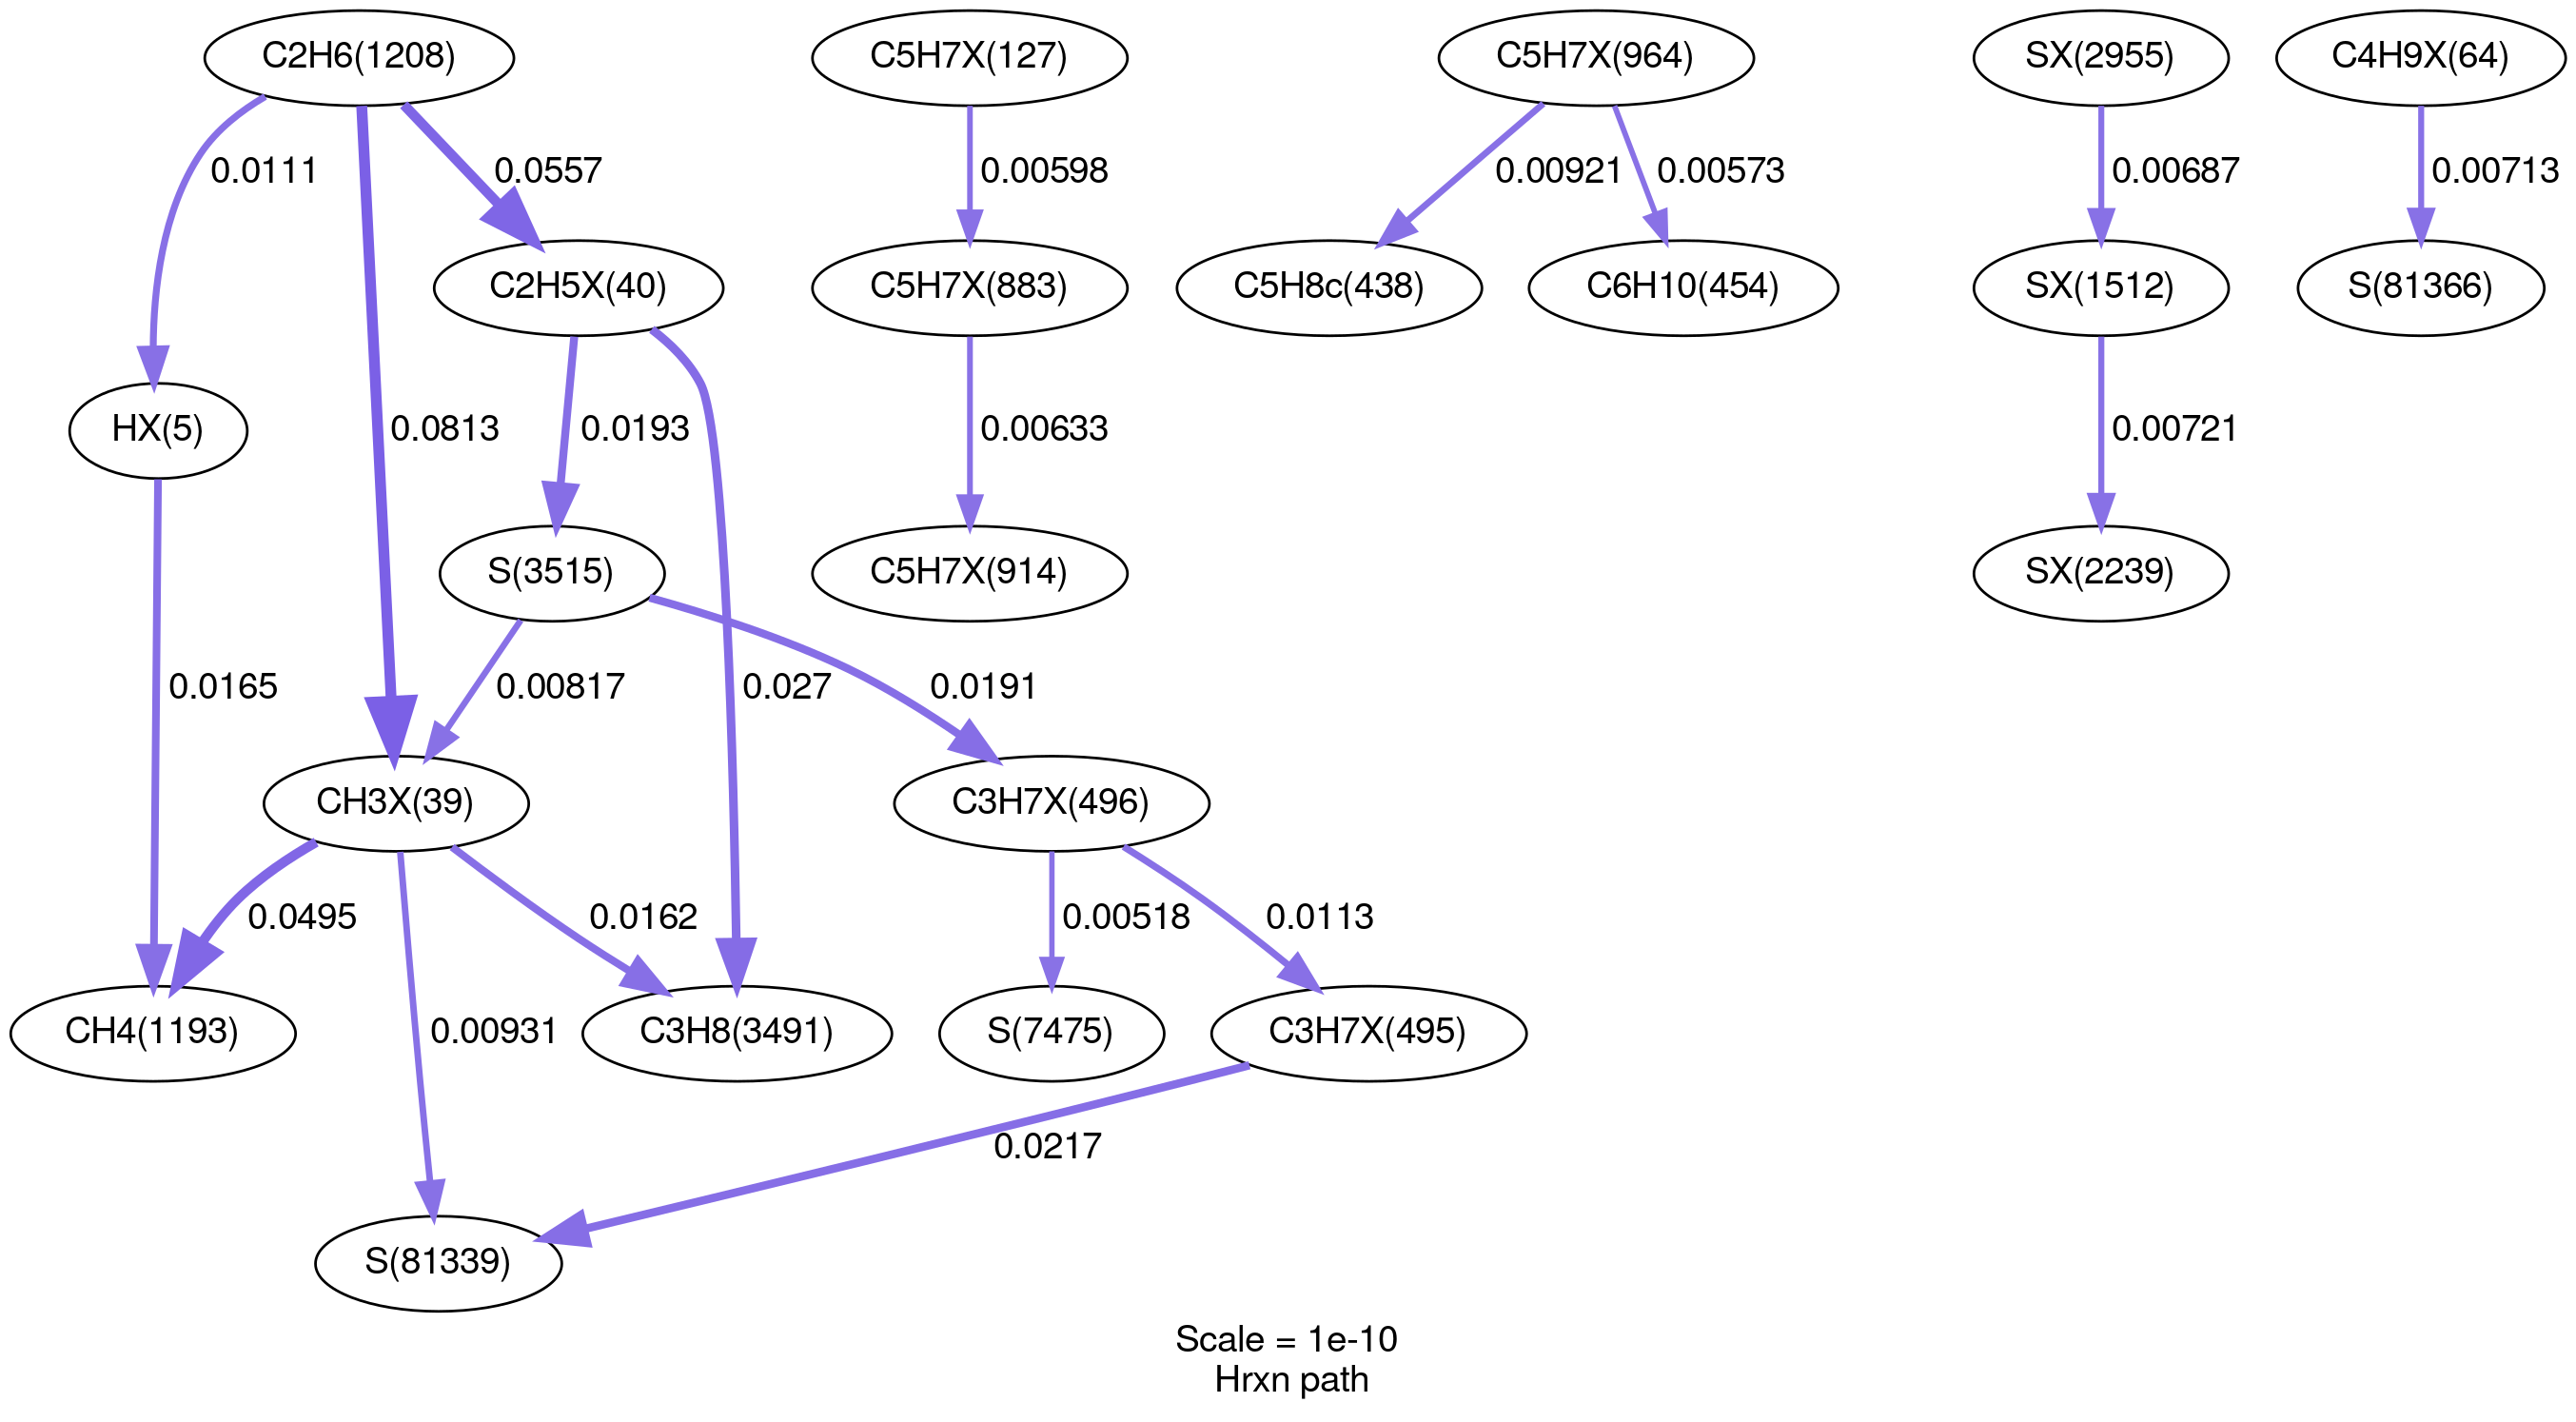 C2H6(1208)
C5H7X(127)
C5H7X(964)
SX(2955)
C4H9X(64)
0.0111
0.0557
0.00598
0.00921
0.00573
0.00687
0.00713
C2H5X(40)
C5H7X(883)
C5H8c(438)
C6H10(454)
SX(1512)
S(81366)
HX(5)
0.0813
0.0193
0.00633
0.00721
S(3515)
C5H7X(914)
SX(2239)
0.0165
0.00817
0.027
0.0191
CH3X(39)
C3H7X(496)
0.0495
0.0162
0.00518
0.0113
CH4(1193)
0.00931
C3H8(3491)
S(7475)
C3H7X(495)
0.0217
S(81339)
Scale = 1e-10
Hrxn path